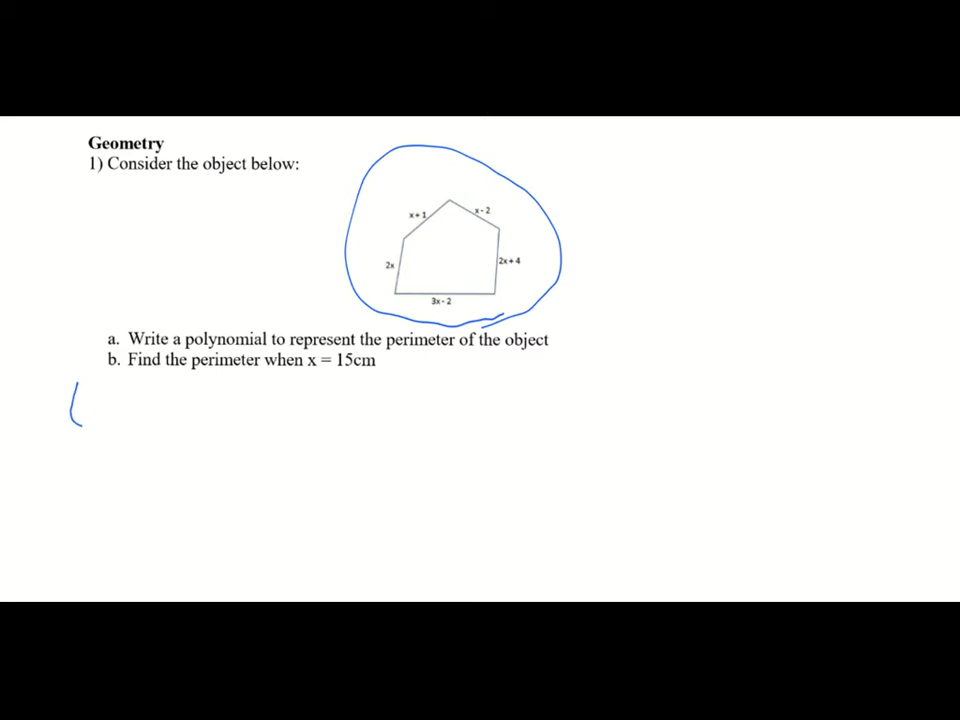 Geometry
1) Consider the object below:
x+1
x-2
2x
2x+4
3x-2
a. Write a polynomial to represent the perimeter of the object
b. Find the perimeter when x = 15cm
(